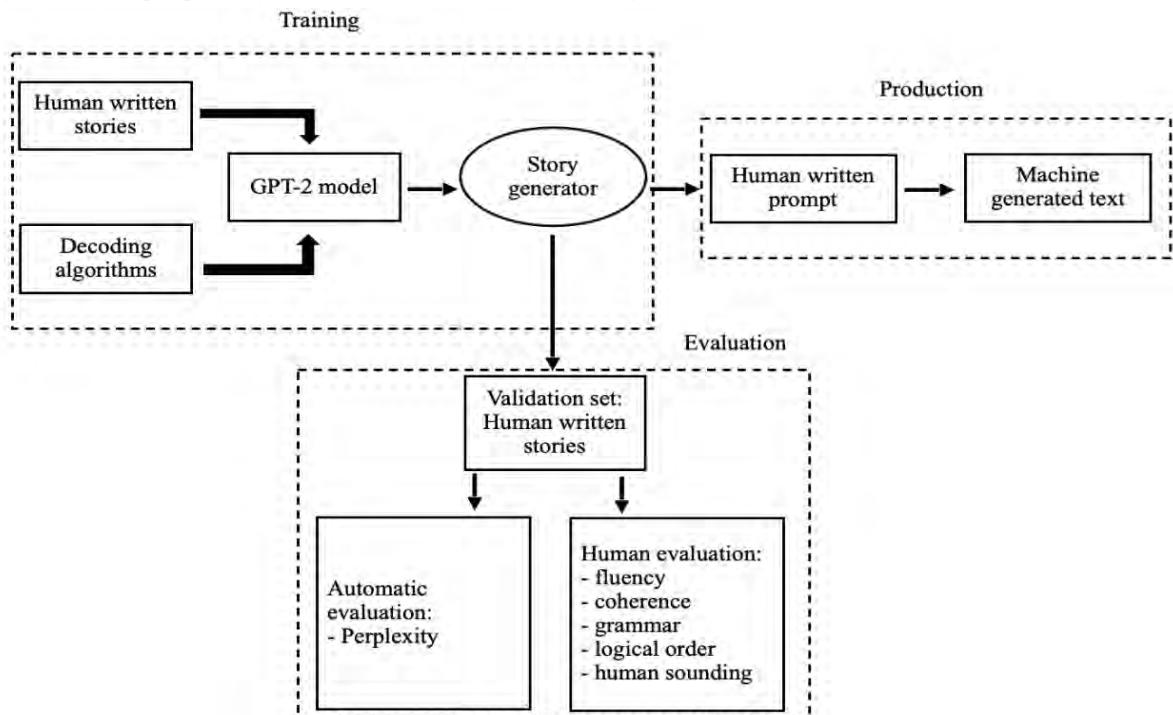 Training
Human written
stories
Decoding
algorithms
GPT-2 model
Story
generator
Production
Human written
prompt
Machine
generated text
Evaluation
Validation set:
Human written
stories
Automatic
evaluation:
- Perplexity
Human evaluation:
- fluency
- coherence
- grammar
- logical order
- human sounding